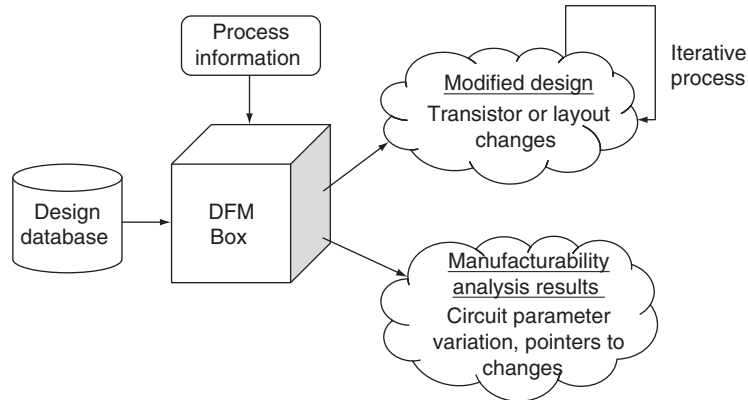 Process
information
Iterative
process
Modified design
Transistor or layout
changes
Design
database
DFM
Box
Manufacturability
analysis results
Circuit parameter
variation, pointers to
changes